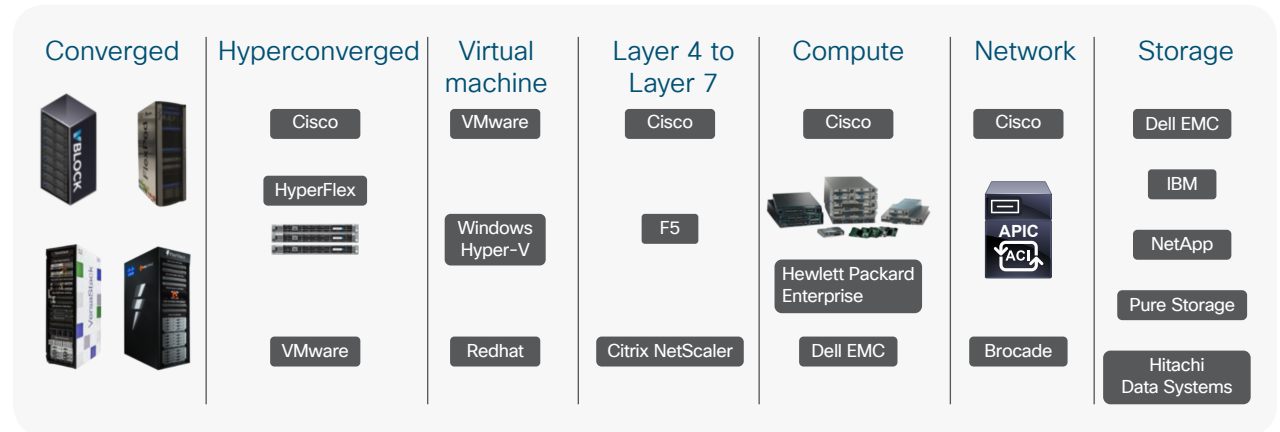 Converged
Hyperconverged
Virtual
machine
Layer 4 to
Layer 7
Compute
Network
Storage
VBLOCK
FlexPod
VersaStack
Cisco
HyperFlex
VMware
VMware
Windows
Hyper-V
Redhat
Cisco
F5
Citrix NetScaler
Cisco
Hewlett Packard
Enterprise
Dell EMC
Cisco
APIC
ACI
Brocade
Dell EMC
IBM
NetApp
Pure Storage
Hitachi
Data Systems